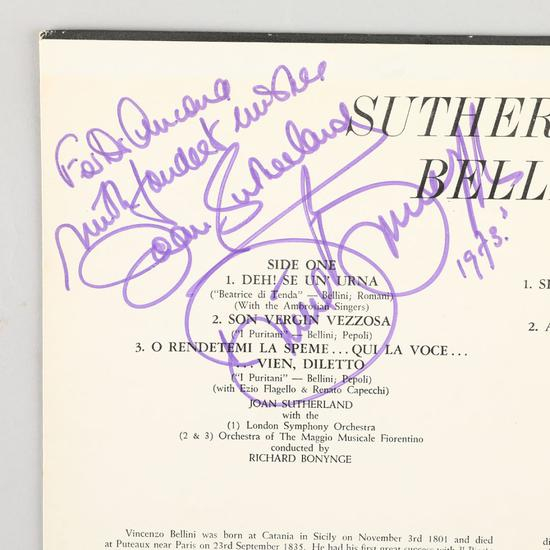 For Di Ancona
with fondest wishes
Joan Sutherland
1973.
SUTHER
BELL
SIDE ONE
1. DEH! SE UN' URNA
("Beatrice di Tenda" — Bellini; Romani)
(With the Ambrosian Singers)
2. SON VERGIN VEZZOSA
("I Puritani" — Bellini; Pepoli)
3. O RENDETEMI LA SPEME . . . QUI LA VOCE . . .
. . . VIEN, DILETTO
("I Puritani" — Bellini; Pepoli)
(with Ezio Flagello & Renato Capecchi)
JOAN SUTHERLAND
with the
(1) London Symphony Orchestra
(2 & 3) Orchestra of The Maggio Musicale Fiorentino
conducted by
RICHARD BONYNGE
1. S
2. A
Vincenzo Bellini was born at Catania in Sicily on November 3rd 1801 and died
at Puteaux near Paris on 23rd September 1835. He had his first great success with